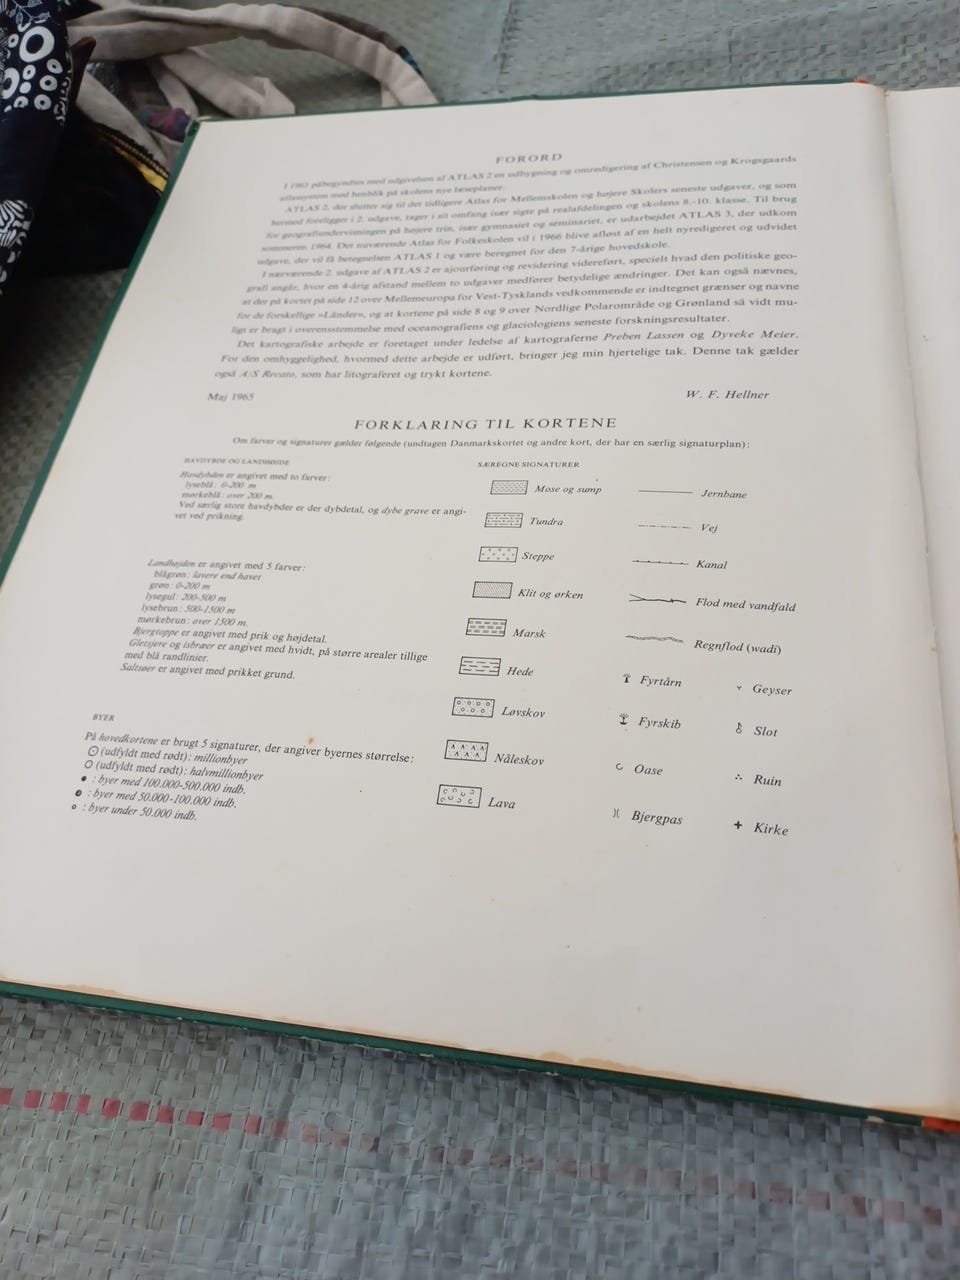 FORORD
I 1963 påbegyndtes med udgivelsen af ATLAS 2 en udbygning og omredigering af Christensen og Krogsgaards
atlassystem med henblik på skolens nye læseplaner.
ATLAS 2, der slutter sig til det tidligere Atlas for Mellemskolen og højere Skolers seneste udgaver, og som
hermed foreligger i 2. udgave, tager i sit omfang især sigte på realafdelingen og skolens 8.-10. klasse. Til brug
for geografiundervisningen på højere trin, især gymnasiet og seminariet, er udarbejdet ATLAS 3, der udkom
sommeren 1964. Det nuværende Atlas for Folkeskolen vil i 1966 blive afløst af en helt nyredigeret og udvidet
udgave, der vil få betegnelsen ATLAS 1 og være beregnet for den 7-årige hovedskole.
I nærværende 2. udgave af ATLAS 2 er ajourføring og revidering videreført, specielt hvad den politiske geo-
grafi angår, hvor en 4-årig afstand mellem to udgaver medfører betydelige ændringer. Det kan også nævnes,
at der på kortet på side 12 over Mellemeuropa for Vest-Tysklands vedkommende er indtegnet grænser og navne
for de forskellige »Länder«, og at kortene på side 8 og 9 over Nordlige Polarområde og Grønland så vidt mu-
ligt er bragt i overensstemmelse med oceanografiens og glaciologiens seneste forskningsresultater.
Det kartografiske arbejde er foretaget under ledelse af kartograferne Preben Lassen og Dyveke Meier.
For den omhyggelighed, hvormed dette arbejde er udført, bringer jeg min hjertelige tak. Denne tak gælder
også A/S Recato, som har litograferet og trykt kortene.
Maj 1965
W. F. Hellner
FORKLARING TIL KORTENE
Om farver og signaturer gælder følgende (undtagen Danmarkskortet og andre kort, der har en særlig signaturplan):
HAVDYBDE OG LANDHØJDE
Havdybden er angivet med to farver:
lyseblå: 0-200 m
mørkeblå: over 200 m.
Ved særlig store havdybder er der dybdetal, og dybe grave er angi-
vet ved prikning.
Landhøjden er angivet med 5 farver:
blågrøn: lavere end havet
grøn: 0-200 m
lysegul: 200-500 m
lysebrun: 500-1500 m
mørkebrun: over 1500 m.
Bjergtoppe er angivet med prik og højdetal.
Gletsjere og isbræer er angivet med hvidt, på større arealer tillige
med blå randlinier.
Saltsøer er angivet med prikket grund.
BYER
På hovedkortene er brugt 5 signaturer, der angiver byernes størrelse:
(udfyldt med rødt): millionbyer
(udfyldt med rødt): halvmillionbyer
: byer med 100.000-500.000 indb.
: byer med 50.000-100.000 indb.
: byer under 50.000 indb.
SÆREGNE SIGNATURER
Mose og sump
Tundra
Steppe
Klit og ørken
Marsk
Hede
Løvskov
Nåleskov
Lava
Jernbane
Vej
Kanal
Flod med vandfald
Regnflod (wadi)
Fyrtårn
Fyrskib
Oase
Bjergpas
Geyser
Slot
Ruin
Kirke